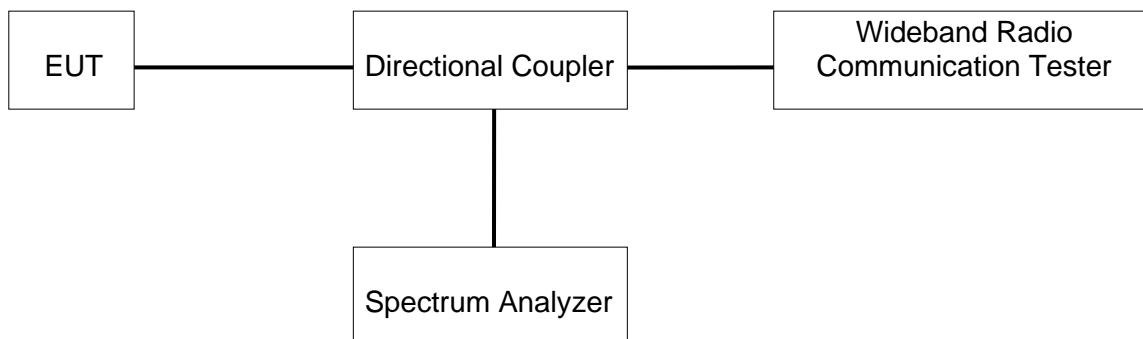 EUT
Directional Coupler
Wideband Radio
Communication Tester
Spectrum Analyzer